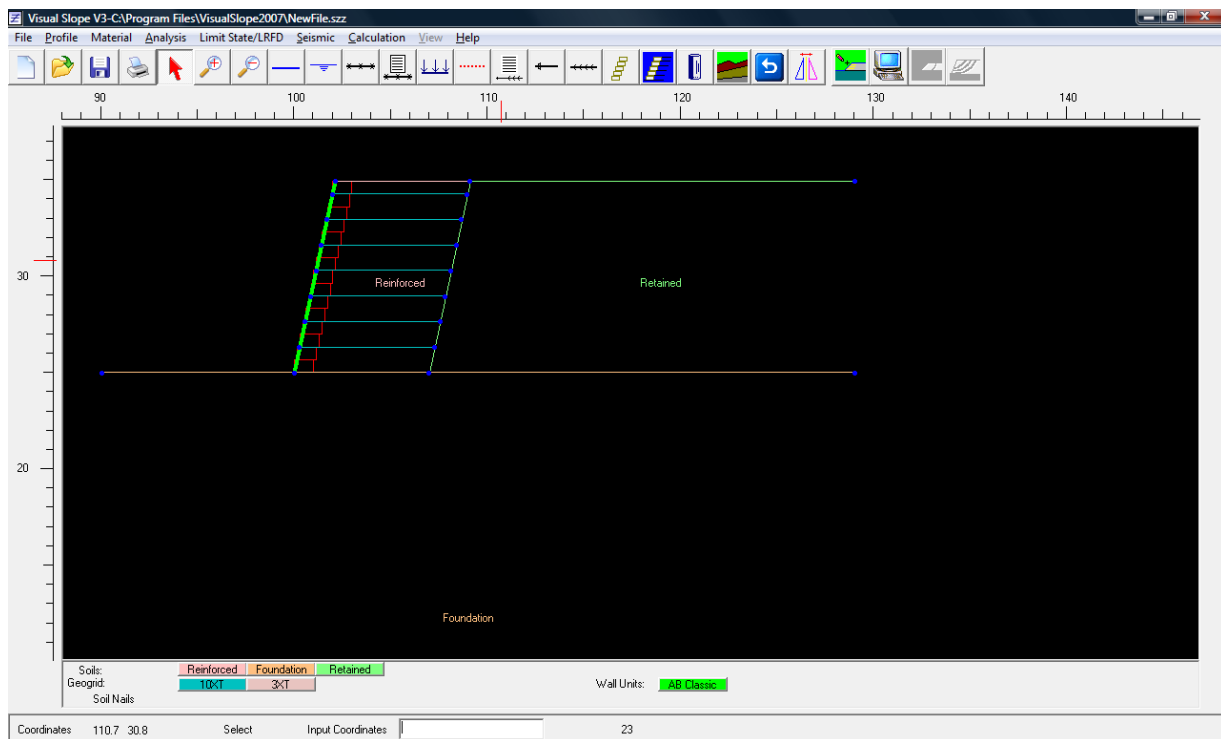 Visual Slope V3-C:\Program Files\VisualSlope2007\NewFile.szz
File Profile Material Analysis Limit State/LRFD Seismic Calculation View Help
90 100 110 120 130 140
30
20
Reinforced
Retained
Foundation
Soils: Reinforced Foundation Retained
Geogrid: 10XT 3XT Wall Units: AB Classic
Soil Nails
Coordinates 110.7 30.8 Select Input Coordinates 23